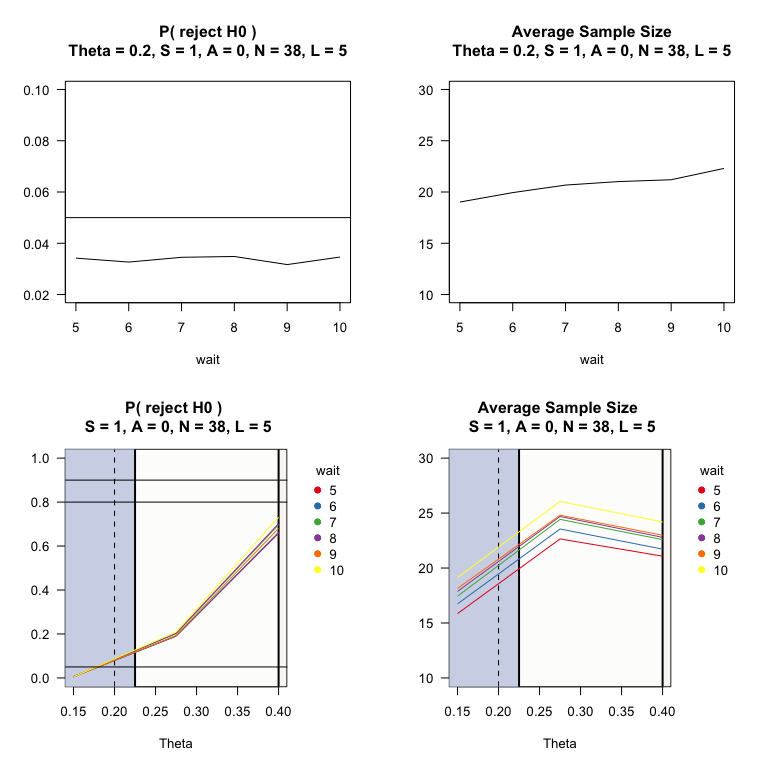 P( reject H0 )
Theta = 0.2, S = 1, A = 0, N = 38, L = 5
0.10
0.08
0.06
0.04
0.02
5 6 7 8 9 10
wait
Average Sample Size
Theta = 0.2, S = 1, A = 0, N = 38, L = 5
30
25
20
15
10
5 6 7 8 9 10
wait
P( reject H0 )
S = 1, A = 0, N = 38, L = 5
1.0
0.8
0.6
0.4
0.2
0.0
0.15 0.20 0.25 0.30 0.35 0.40
Theta
wait
5
6
7
8
9
10
Average Sample Size
S = 1, A = 0, N = 38, L = 5
30
25
20
15
10
0.15 0.20 0.25 0.30 0.35 0.40
Theta
wait
5
6
7
8
9
10